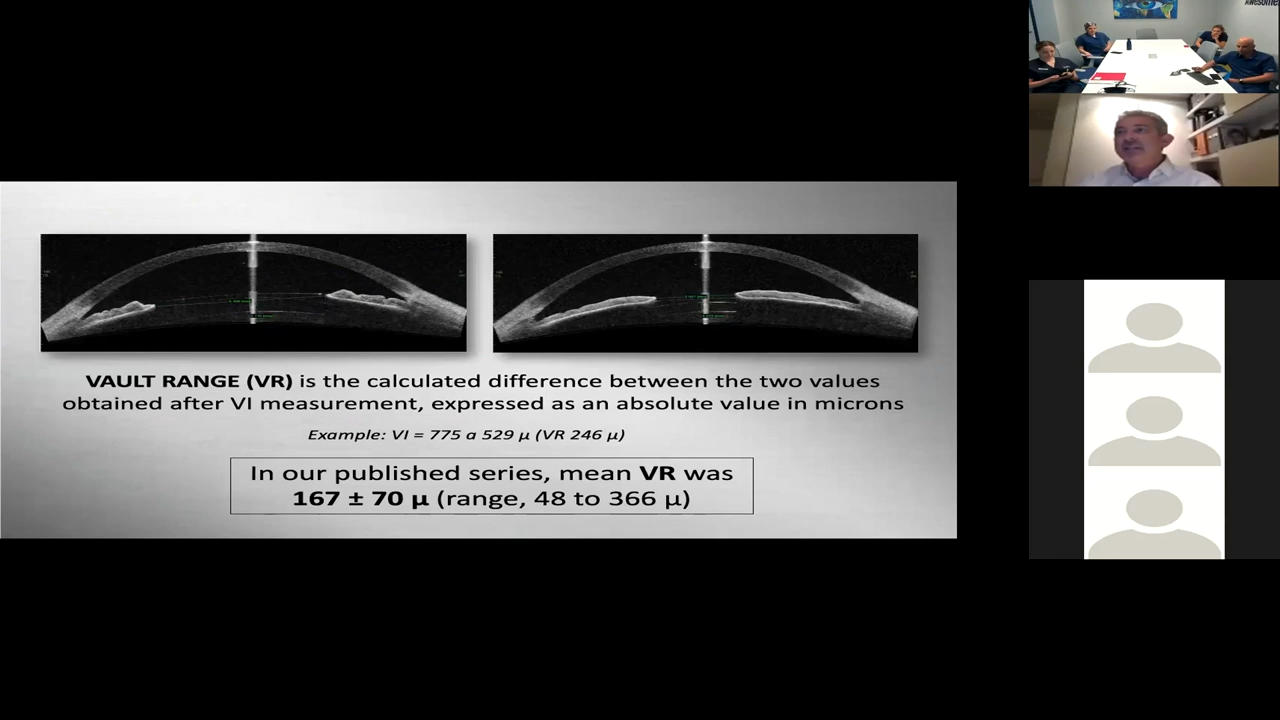 Awesome
VAULT RANGE (VR) is the calculated difference between the two values
obtained after VI measurement, expressed as an absolute value in microns
Example: VI = 775 a 529 μ (VR 246 μ)
In our published series, mean VR was
167 ± 70 μ (range, 48 to 366 μ)